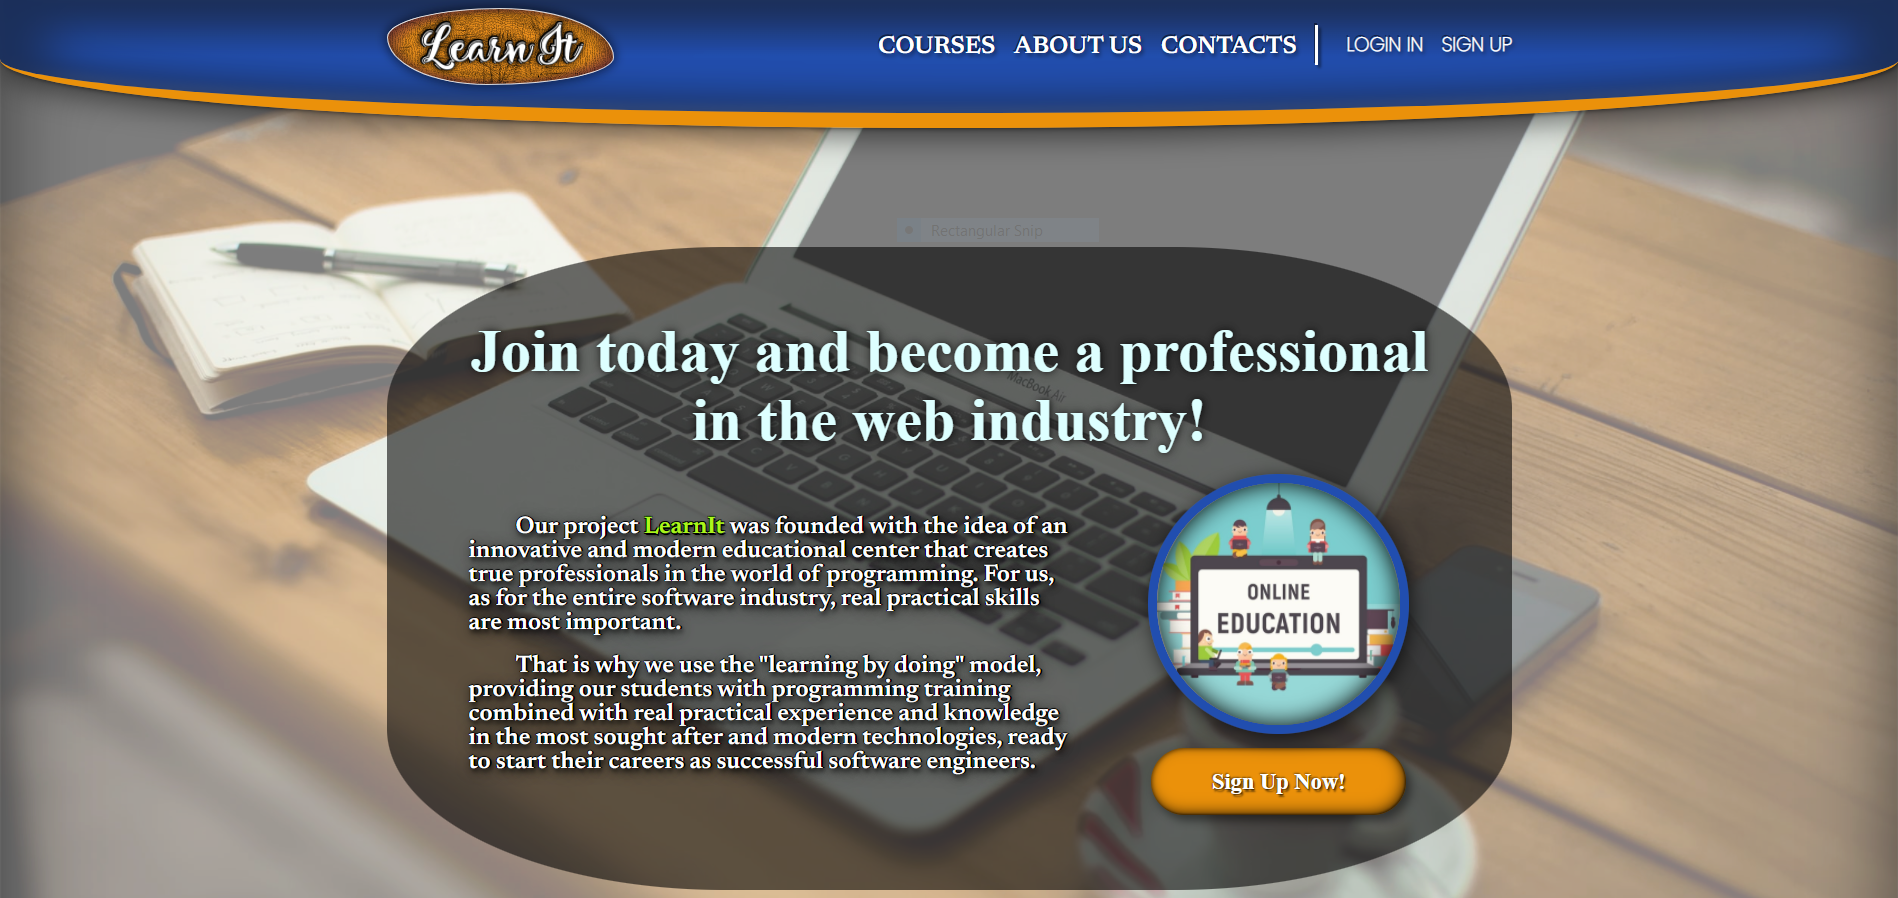 Learn It
COURSES ABOUT US CONTACTS LOGIN IN SIGN UP
Rectangular Snip
Join today and become a professional
in the web industry!
MacBook Air
Our project LearnIt was founded with the idea of an
innovative and modern educational center that creates
true professionals in the world of programming. For us,
as for the entire software industry, real practical skills
are most important.
That is why we use the "learning by doing" model,
providing our students with programming training
combined with real practical experience and knowledge
in the most sought after and modern technologies, ready
to start their careers as successful software engineers.
ONLINE
EDUCATION
Sign Up Now!